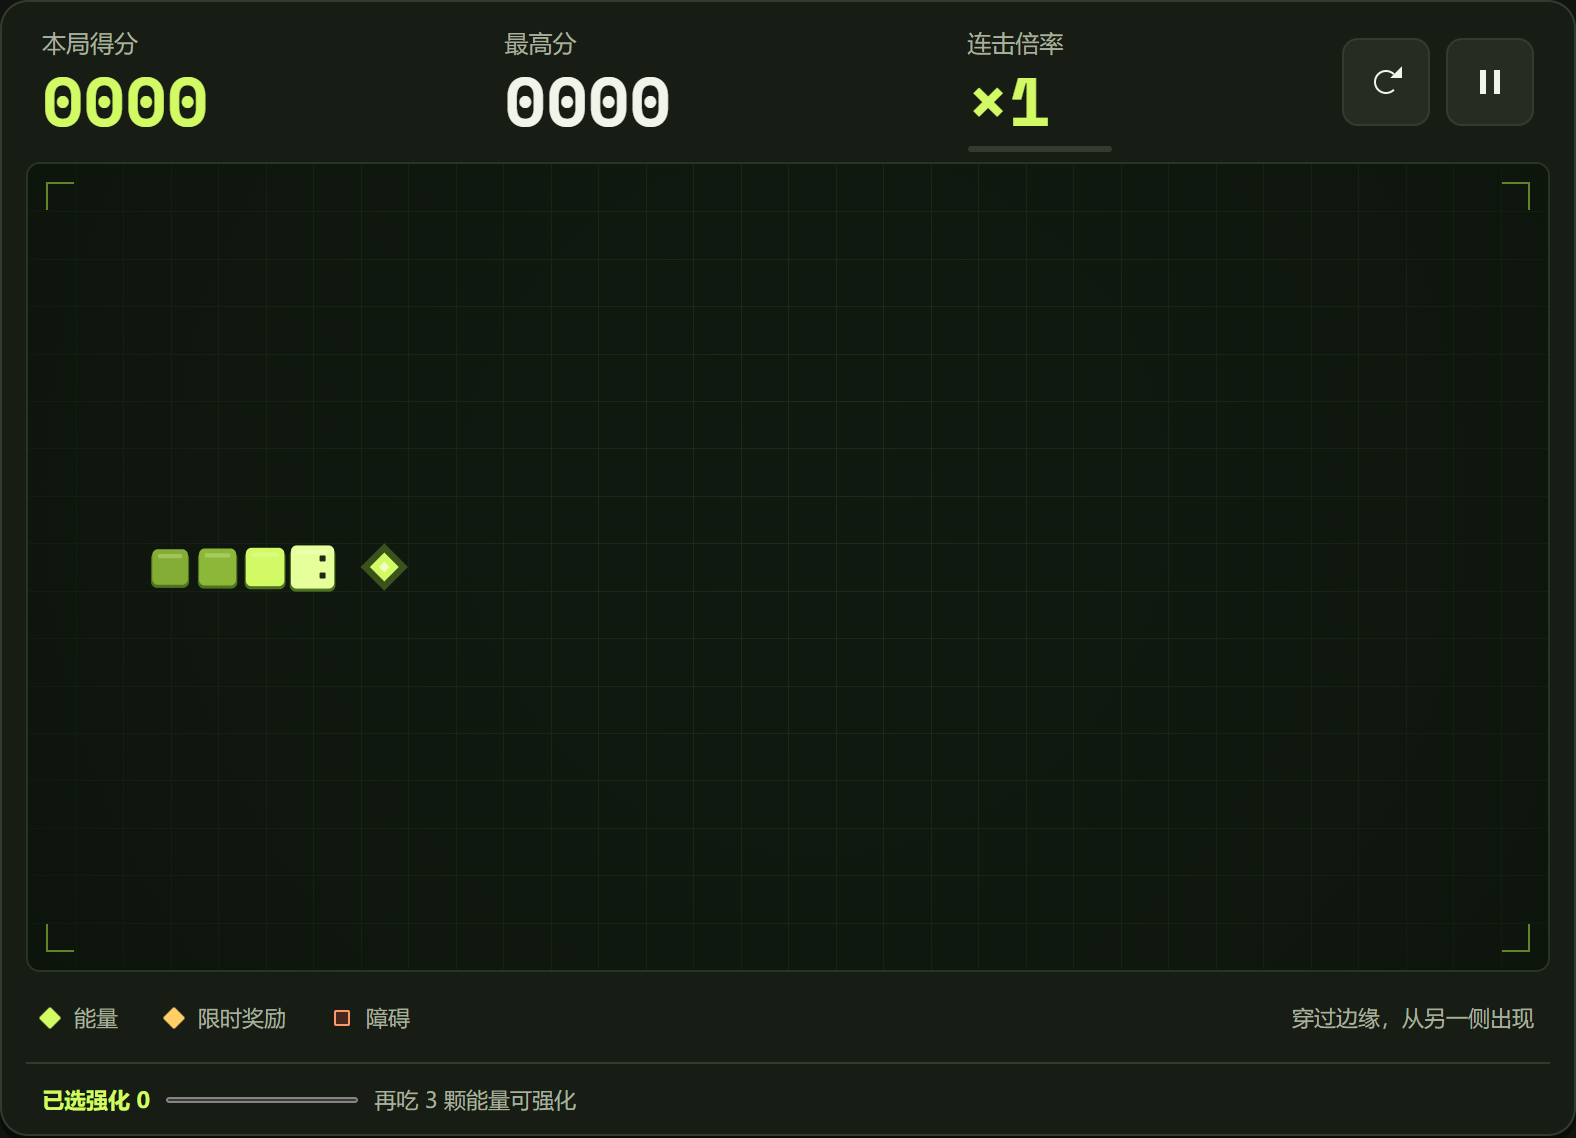 本局得分
0000
最高分
0000
连击倍率
×1
能量
限时奖励
障碍
穿过边缘，从另一侧出现
已选强化 0
再吃 3 颗能量可强化